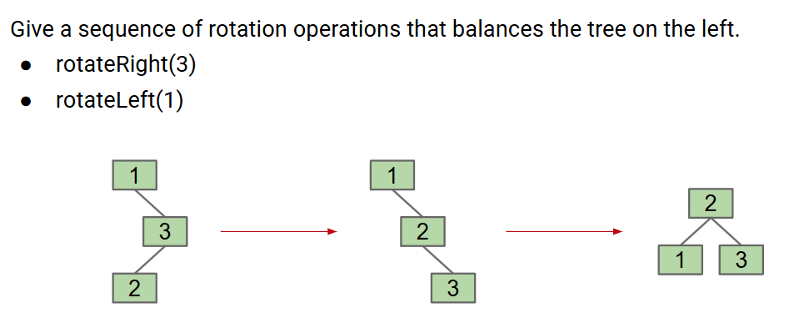 Give a sequence of rotation operations that balances the tree on the left.
● rotateRight(3)
● rotateLeft(1)
1 1
2
3 2
1 3
2 3